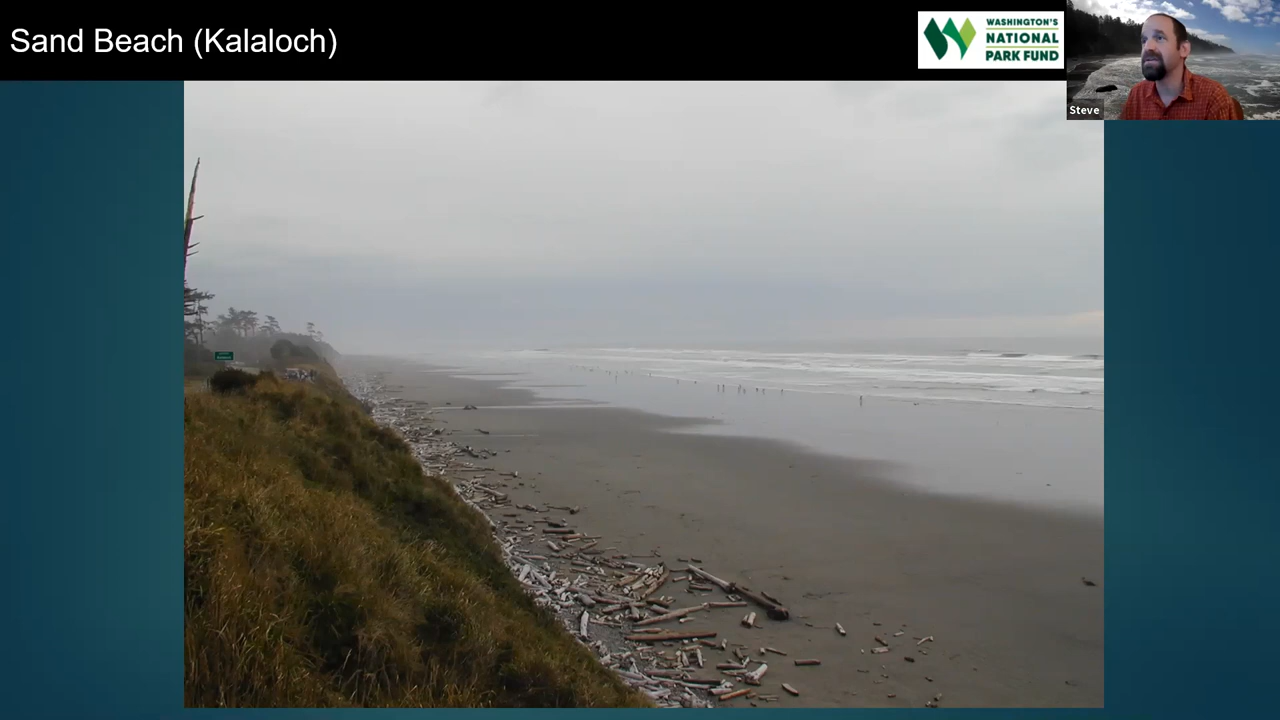 Sand Beach (Kalaloch)
WASHINGTON'S
NATIONAL
PARK FUND
Steve